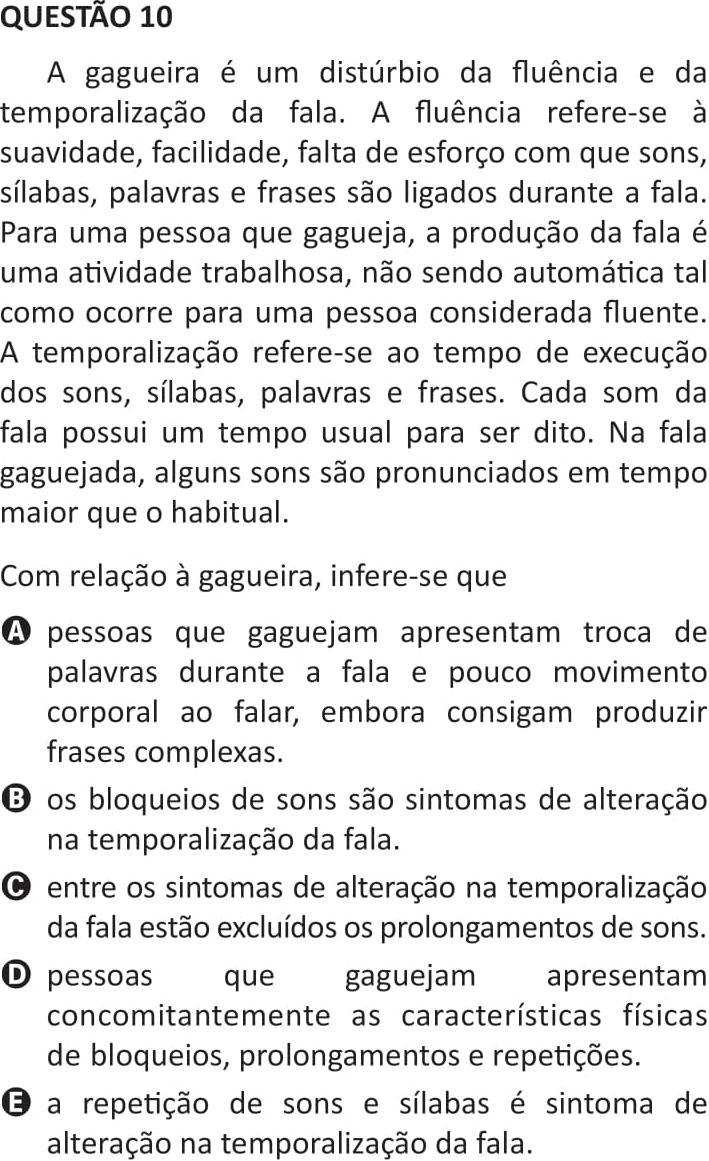 QUESTÃO 10
A gagueira é um distúrbio da fluência e da
temporalização da fala. A fluência refere-se à
suavidade, facilidade, falta de esforço com que sons,
sílabas, palavras e frases são ligados durante a fala.
Para uma pessoa que gagueja, a produção da fala é
uma atividade trabalhosa, não sendo automática tal
como ocorre para uma pessoa considerada fluente.
A temporalização refere-se ao tempo de execução
dos sons, sílabas, palavras e frases. Cada som da
fala possui um tempo usual para ser dito. Na fala
gaguejada, alguns sons são pronunciados em tempo
maior que o habitual.
Com relação à gagueira, infere-se que
A pessoas que gaguejam apresentam troca de
palavras durante a fala e pouco movimento
corporal ao falar, embora consigam produzir
frases complexas.
B os bloqueios de sons são sintomas de alteração
na temporalização da fala.
C entre os sintomas de alteração na temporalização
da fala estão excluídos os prolongamentos de sons.
D pessoas que gaguejam apresentam
concomitantemente as características físicas
de bloqueios, prolongamentos e repetições.
E a repetição de sons e sílabas é sintoma de
alteração na temporalização da fala.